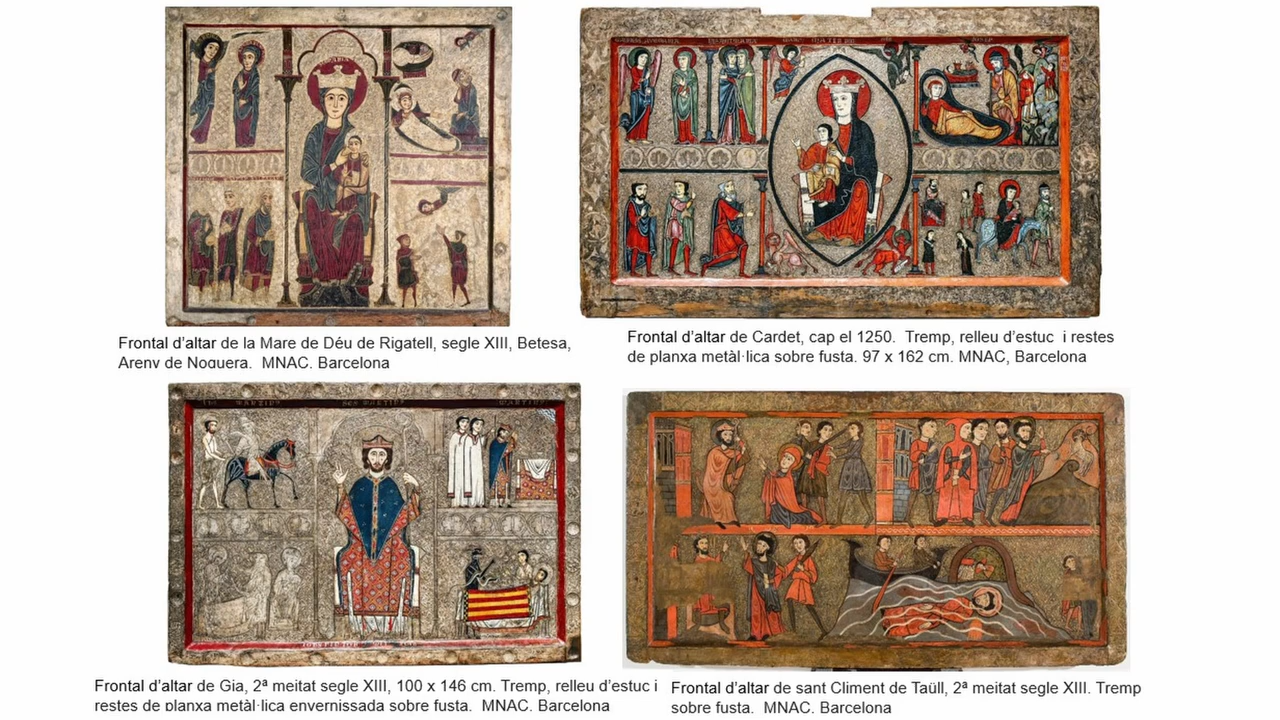 Frontal d’altar de la Mare de Déu de Rigatell, segle XIII, Betesa,
Areny de Noguera.  MNAC. Barcelona
Frontal d’altar de Cardet, cap el 1250.  Tremp, relleu d’estuc  i restes
de planxa metàl·lica sobre fusta. 97 x 162 cm. MNAC, Barcelona
Frontal d’altar de Gia, 2ª meitat segle XIII, 100 x 146 cm. Tremp, relleu d’estuc i
restes de planxa metàl·lica envernissada sobre fusta.  MNAC. Barcelona
Frontal d’altar de sant Climent de Taüll, 2ª meitat segle XIII. Tremp
sobre fusta.  MNAC. Barcelona